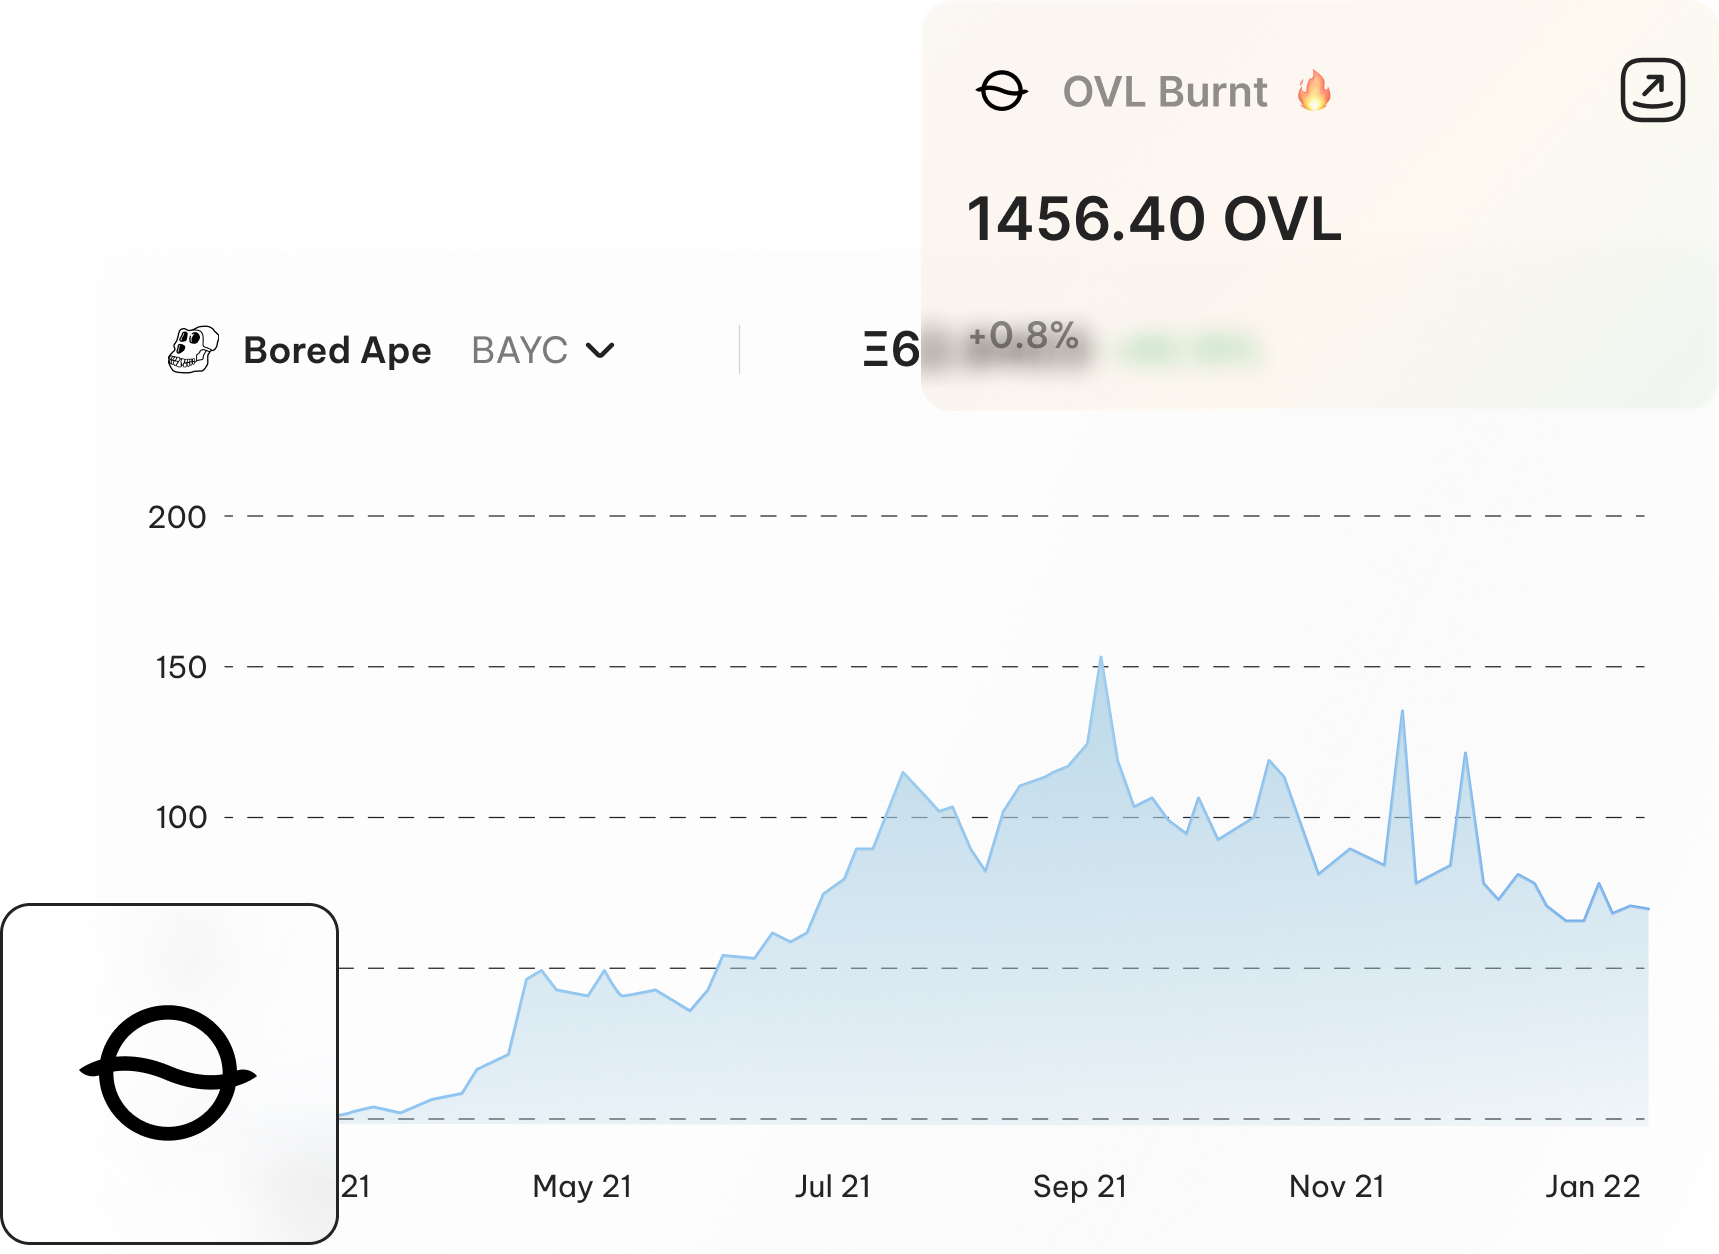 OVL Burnt 🔥
1456.40 OVL
+0.8%
Bored Ape BAYC
Ξ6
200
150
100
21 May 21 Jul 21 Sep 21 Nov 21 Jan 22